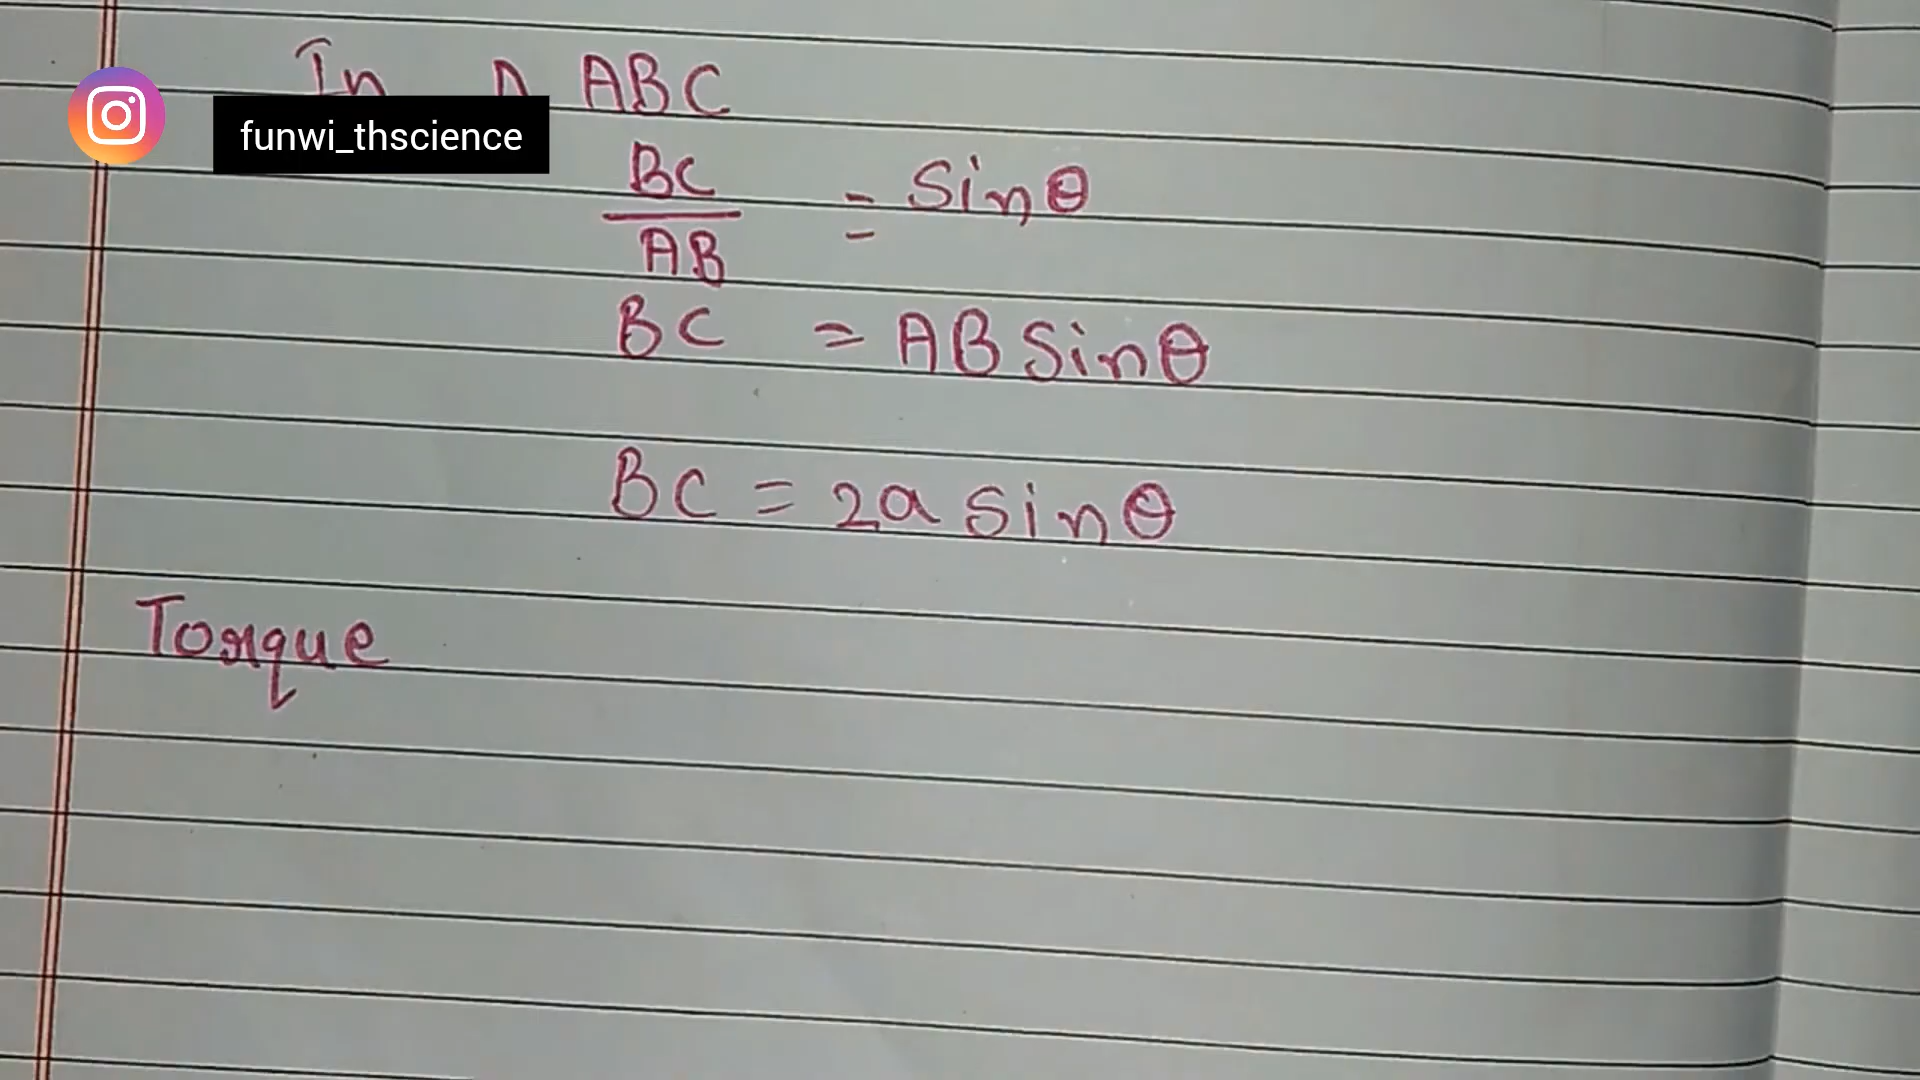 In Δ ABC
funwi_thscience
BC
AB
= Sinθ
BC = AB Sinθ
BC = 2a Sinθ
Torque